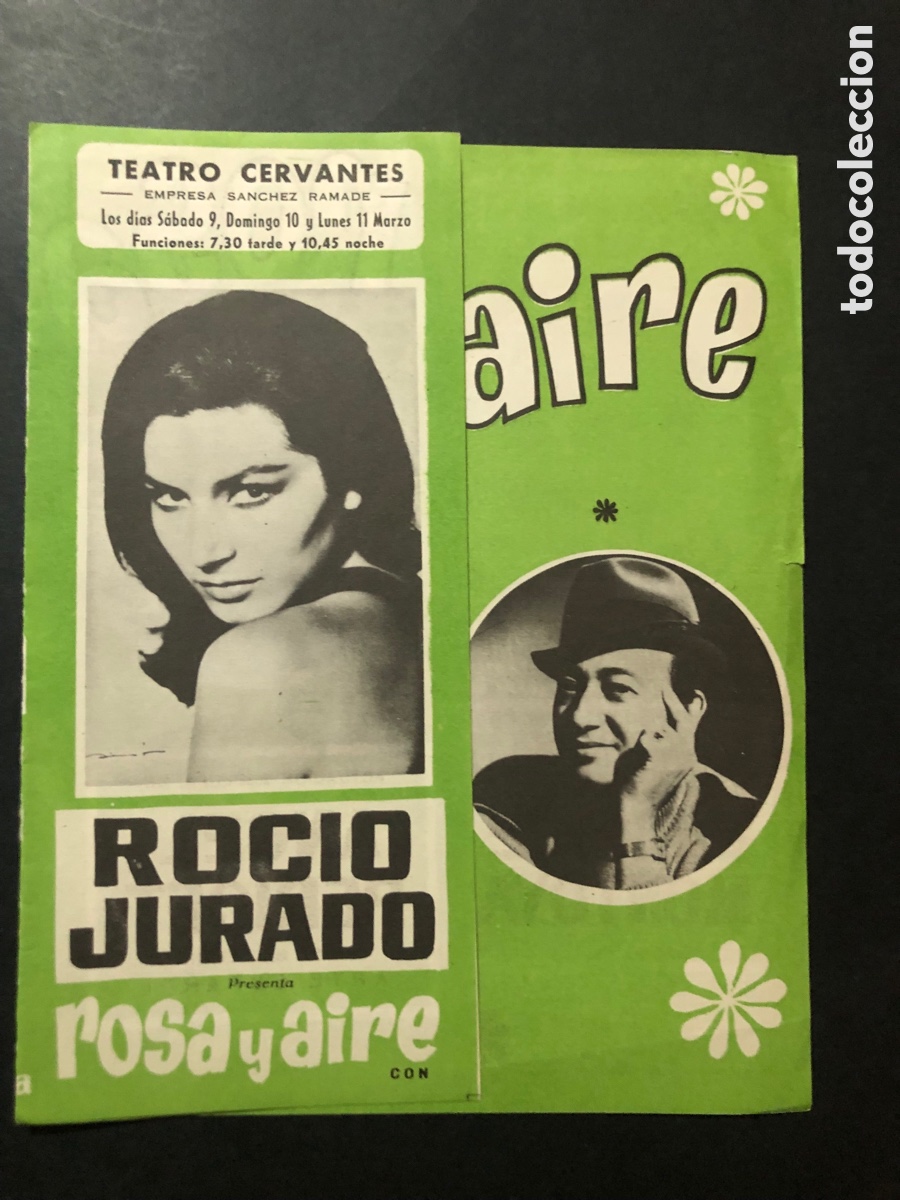 TEATRO CERVANTES
EMPRESA SANCHEZ RAMADE
Los días Sábado 9, Domingo 10 y Lunes 11 Marzo
Funciones: 7,30 tarde y 10,45 noche
ROCIO
JURADO
Presenta
rosa y aire
CON
a
aire
todocoleccion